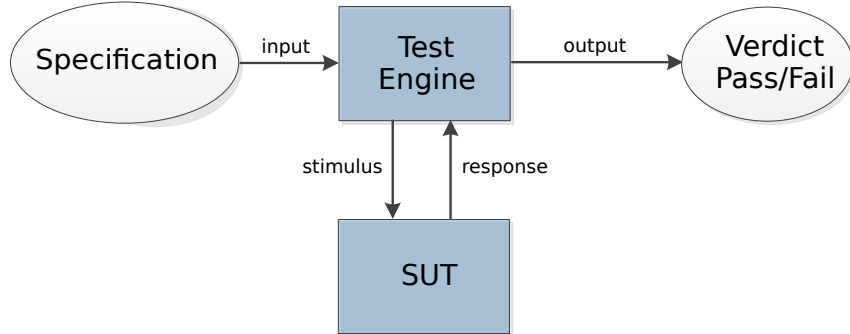 Specification
input
Test
Engine
output
Verdict
Pass/Fail
stimulus
response
SUT